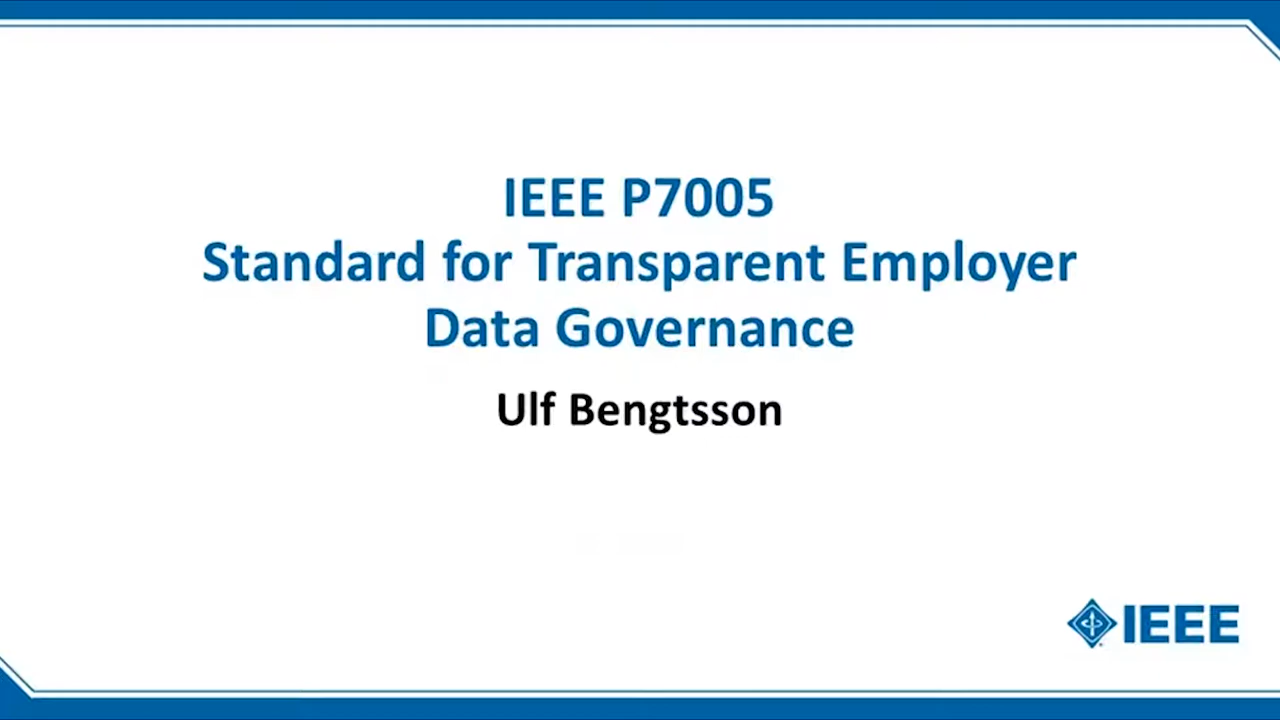 IEEE P7005
Standard for Transparent Employer
Data Governance
Ulf Bengtsson
IEEE